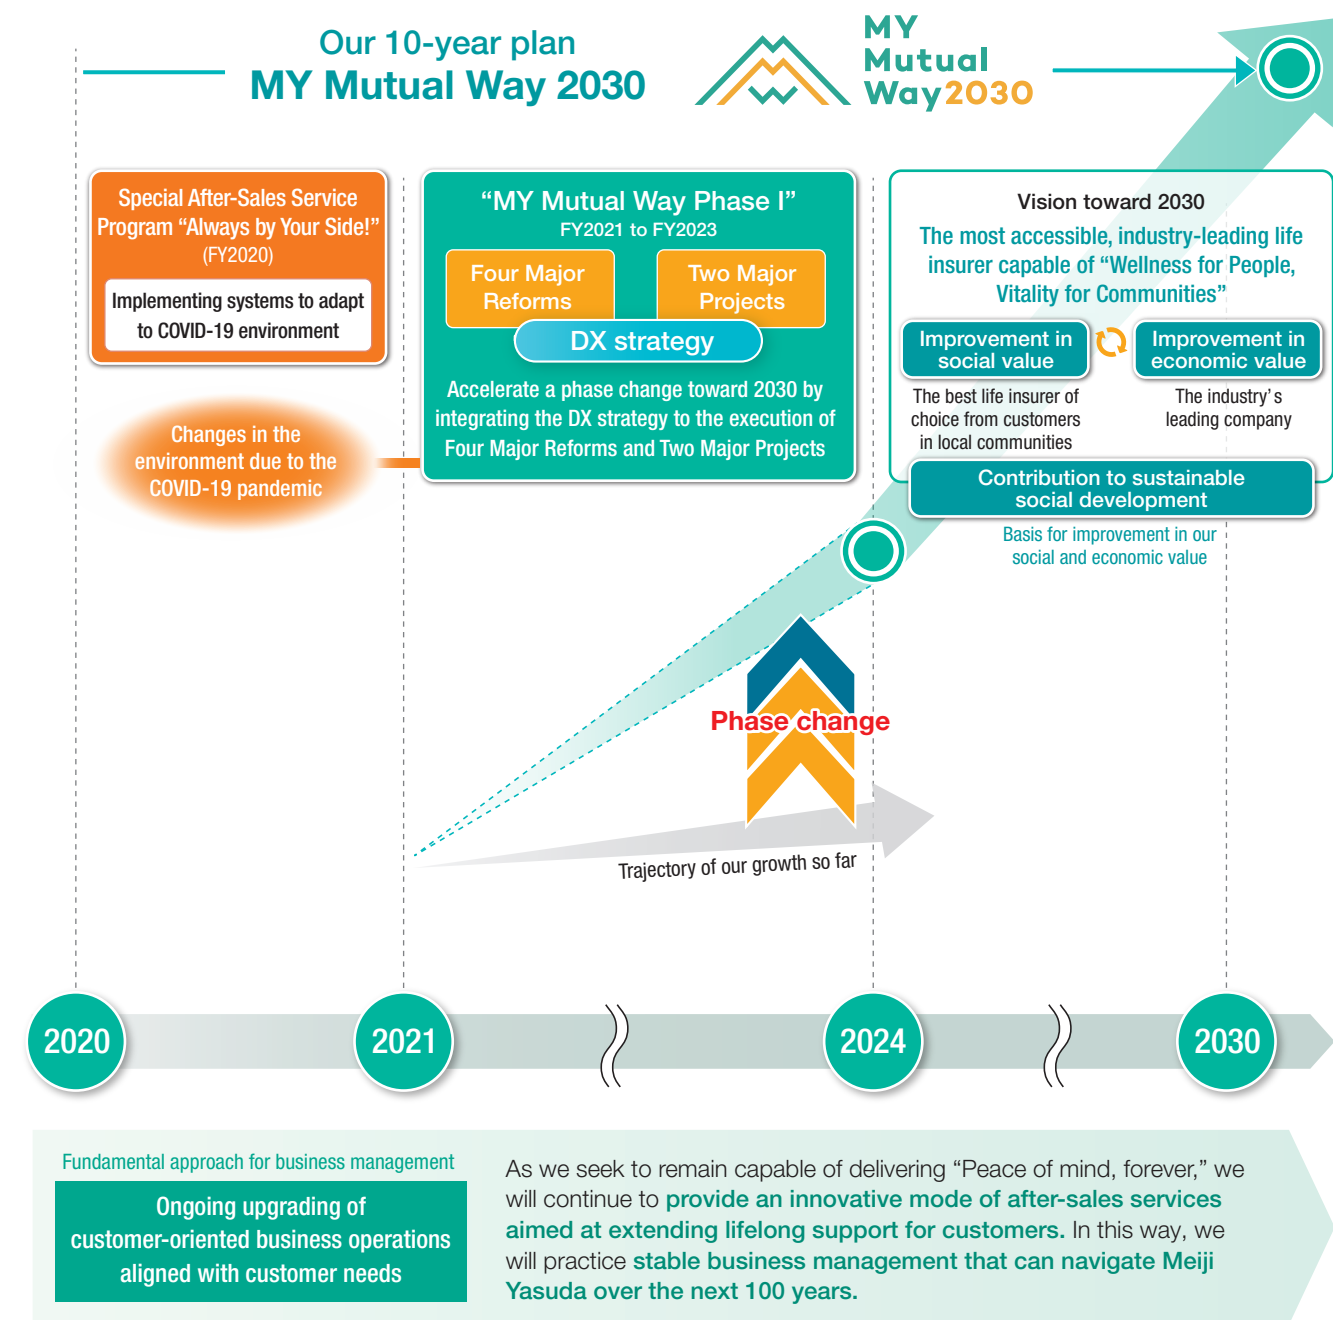 Our 10-year plan
MY Mutual Way 2030
MY
Mutual
Way2030
Special After-Sales Service
Program “Always by Your Side!”
(FY2020)
Implementing systems to adapt
to COVID-19 environment
Changes in the
environment due to the
COVID-19 pandemic
“MY Mutual Way Phase I”
FY2021 to FY2023
Four Major
Reforms
Two Major
Projects
DX strategy
Accelerate a phase change toward 2030 by
integrating the DX strategy to the execution of
Four Major Reforms and Two Major Projects
Vision toward 2030
The most accessible, industry-leading life
insurer capable of “Wellness for People,
Vitality for Communities”
Improvement in
social value
Improvement in
economic value
The best life insurer of
choice from customers
in local communities
The industry’s
leading company
Contribution to sustainable
social development
Basis for improvement in our
social and economic value
Phase change
Trajectory of our growth so far
2020
2021
2024
2030
Fundamental approach for business management
Ongoing upgrading of
customer-oriented business operations
aligned with customer needs
As we seek to remain capable of delivering “Peace of mind, forever,” we
will continue to provide an innovative mode of after-sales services
aimed at extending lifelong support for customers. In this way, we
will practice stable business management that can navigate Meiji
Yasuda over the next 100 years.